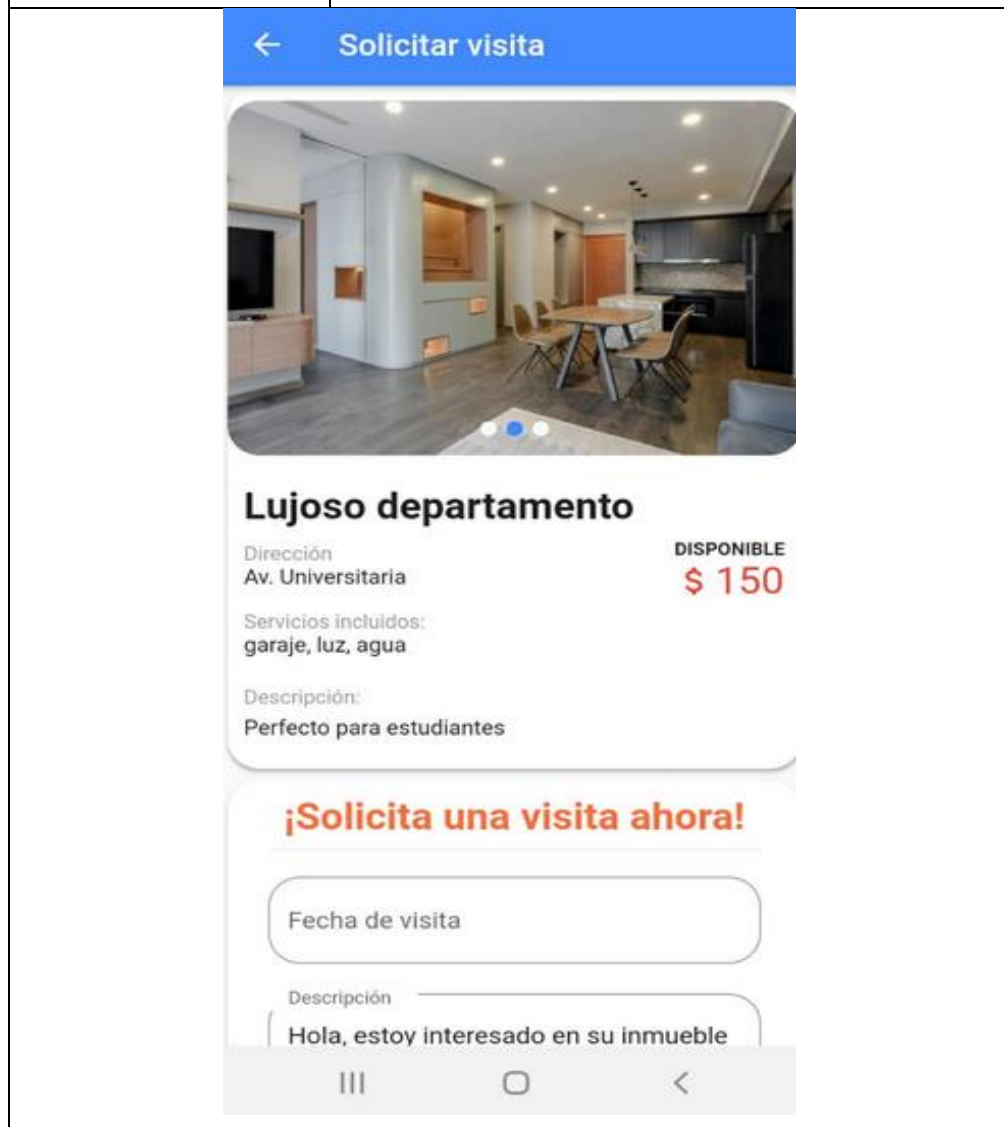 Solicitar visita
Lujoso departamento
Dirección
Av. Universitaria
DISPONIBLE
$ 150
Servicios incluidos:
garaje, luz, agua
Descripción:
Perfecto para estudiantes
¡Solicita una visita ahora!
Fecha de visita
Descripción
Hola, estoy interesado en su inmueble